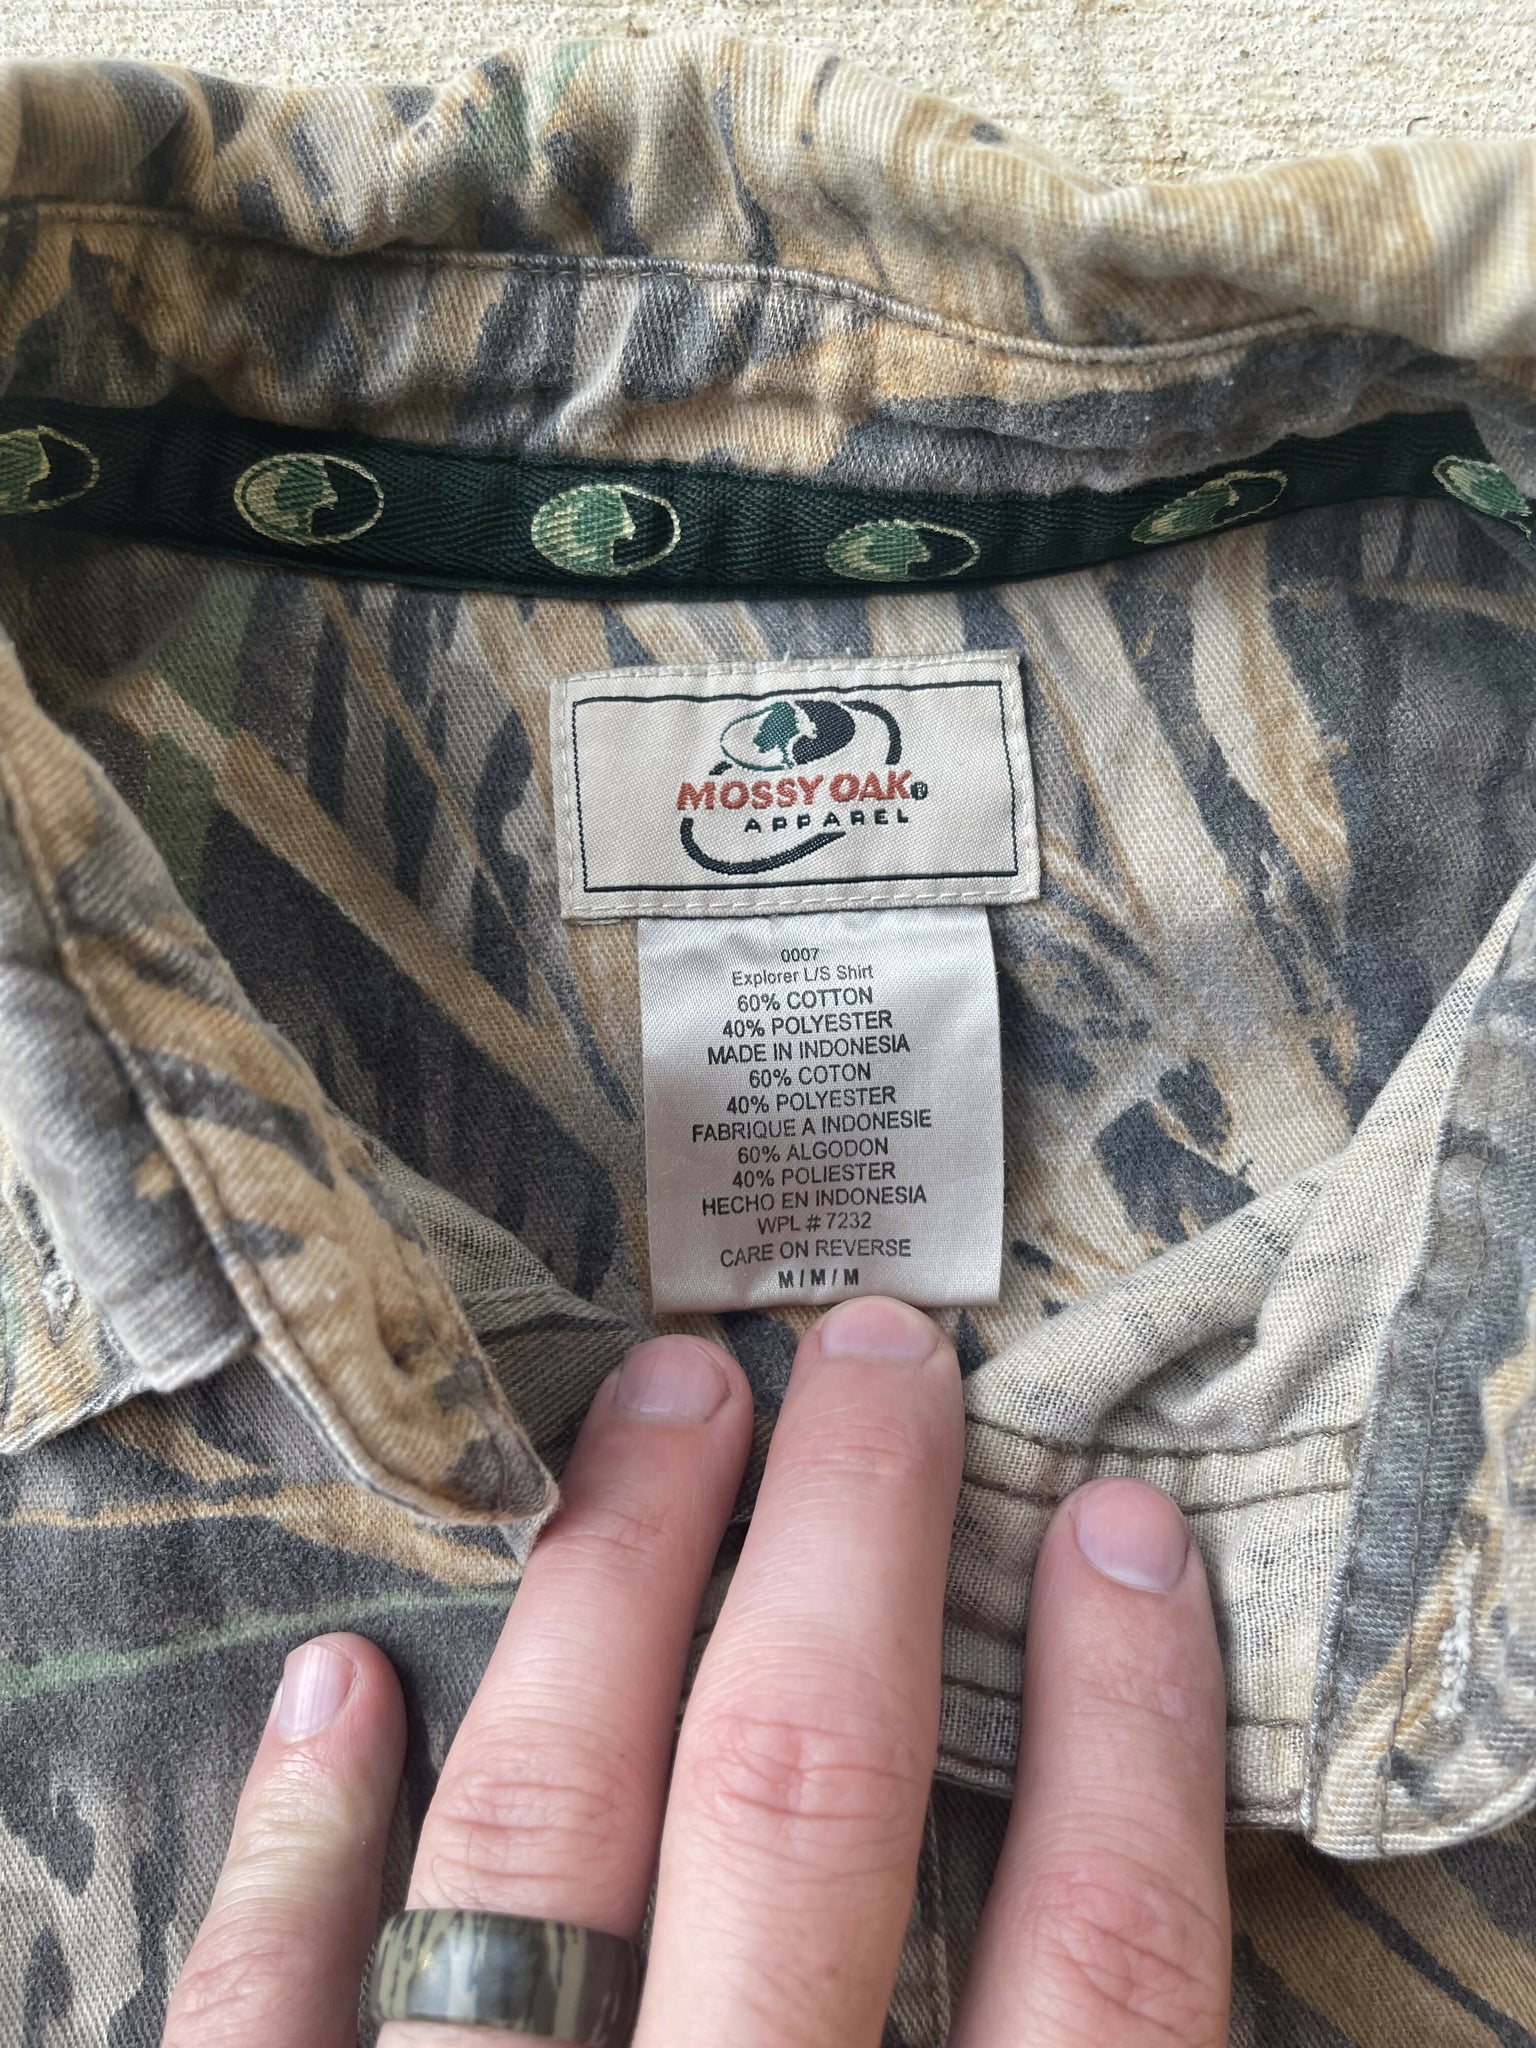 MOSSY OAK®
APPAREL
0007
Explorer L/S Shirt
60% COTTON
40% POLYESTER
MADE IN INDONESIA
60% COTON
40% POLYESTER
FABRIQUE A INDONESIE
60% ALGODON
40% POLIESTER
HECHO EN INDONESIA
WPL # 7232
CARE ON REVERSE
M / M / M